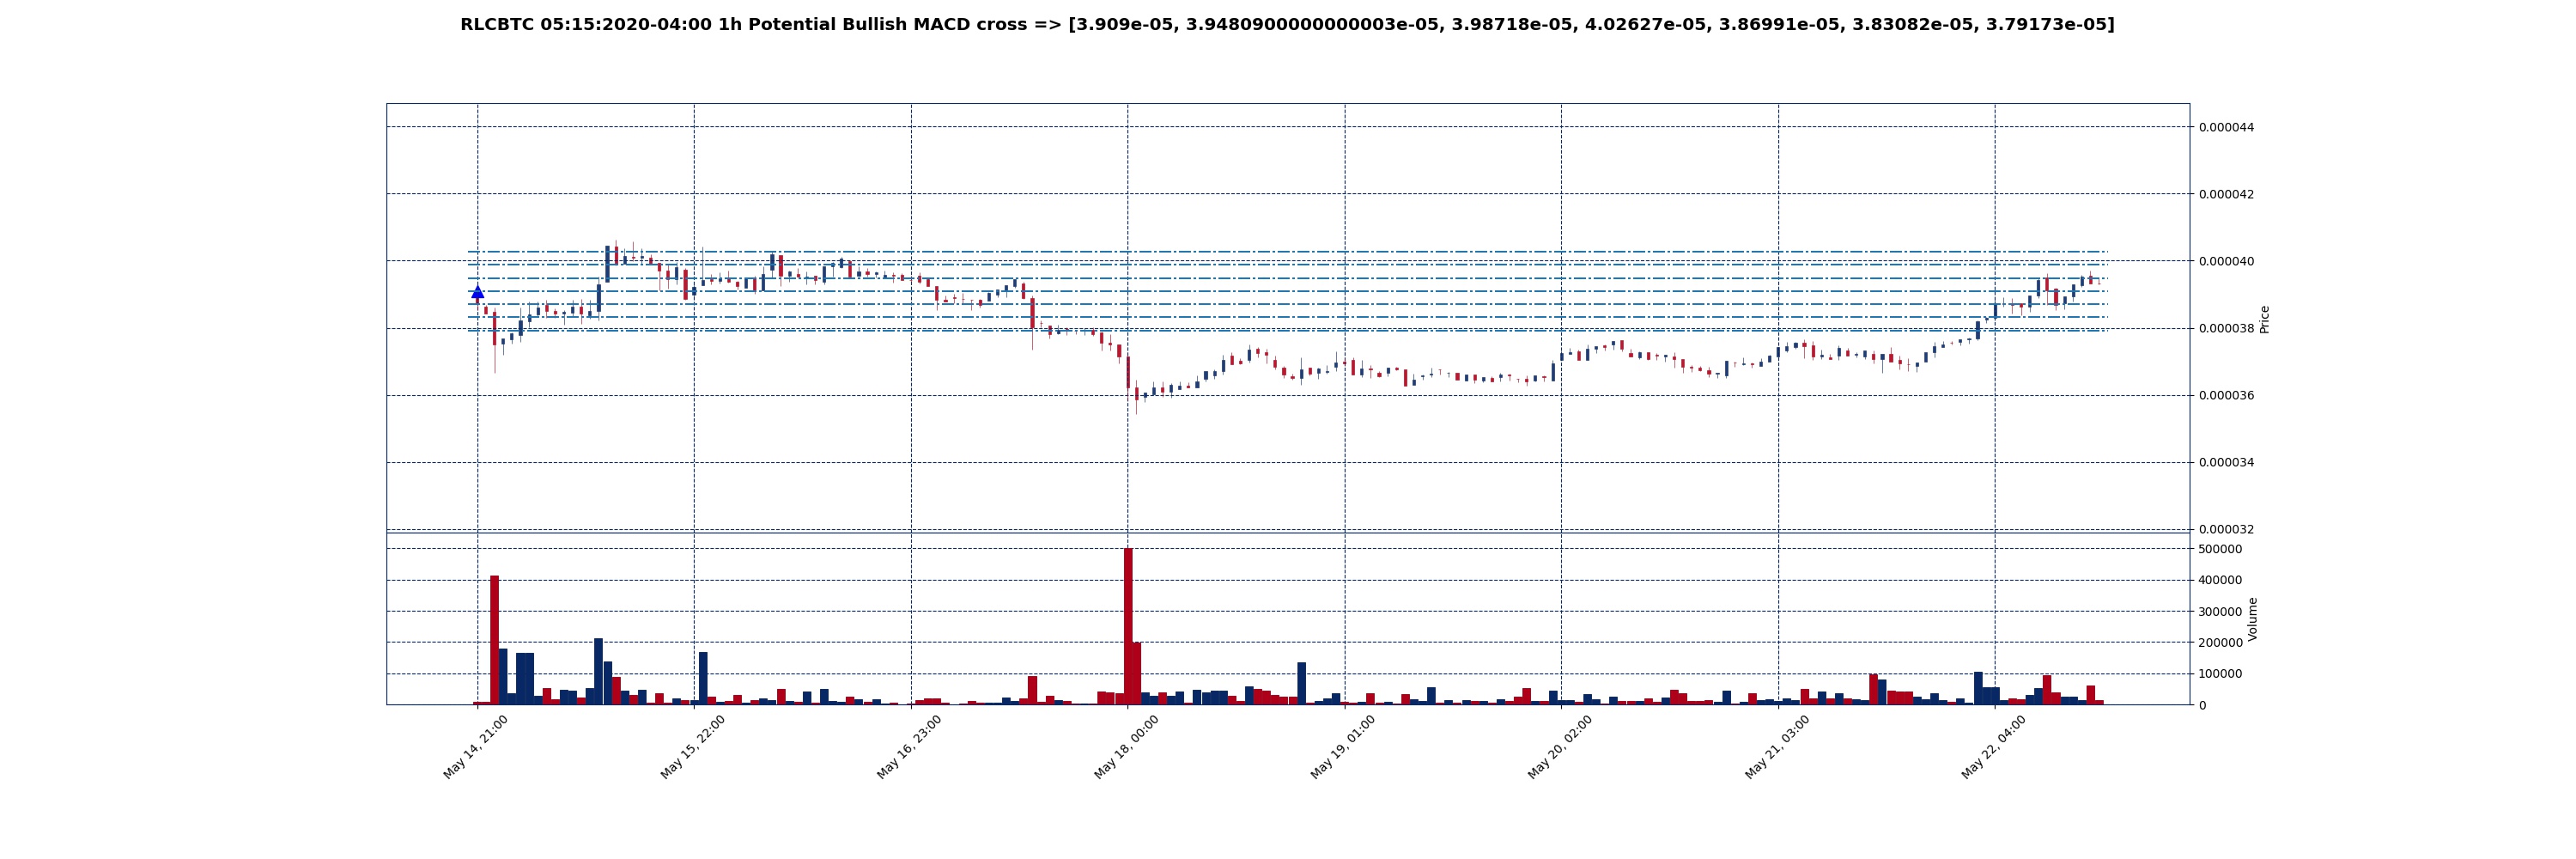 RLCBTC 05:15:2020-04:00 1h Potential Bullish MACD cross => [3.909e-05, 3.9480900000000003e-05, 3.98718e-05, 4.02627e-05, 3.86991e-05, 3.83082e-05, 3.79173e-05]
0.000044
0.000042
0.000040
0.000038
0.000036
0.000034
0.000032
Price
500000
400000
300000
200000
100000
0
Volume
May 14, 21:00
May 15, 22:00
May 16, 23:00
May 18, 00:00
May 19, 01:00
May 20, 02:00
May 21, 03:00
May 22, 04:00